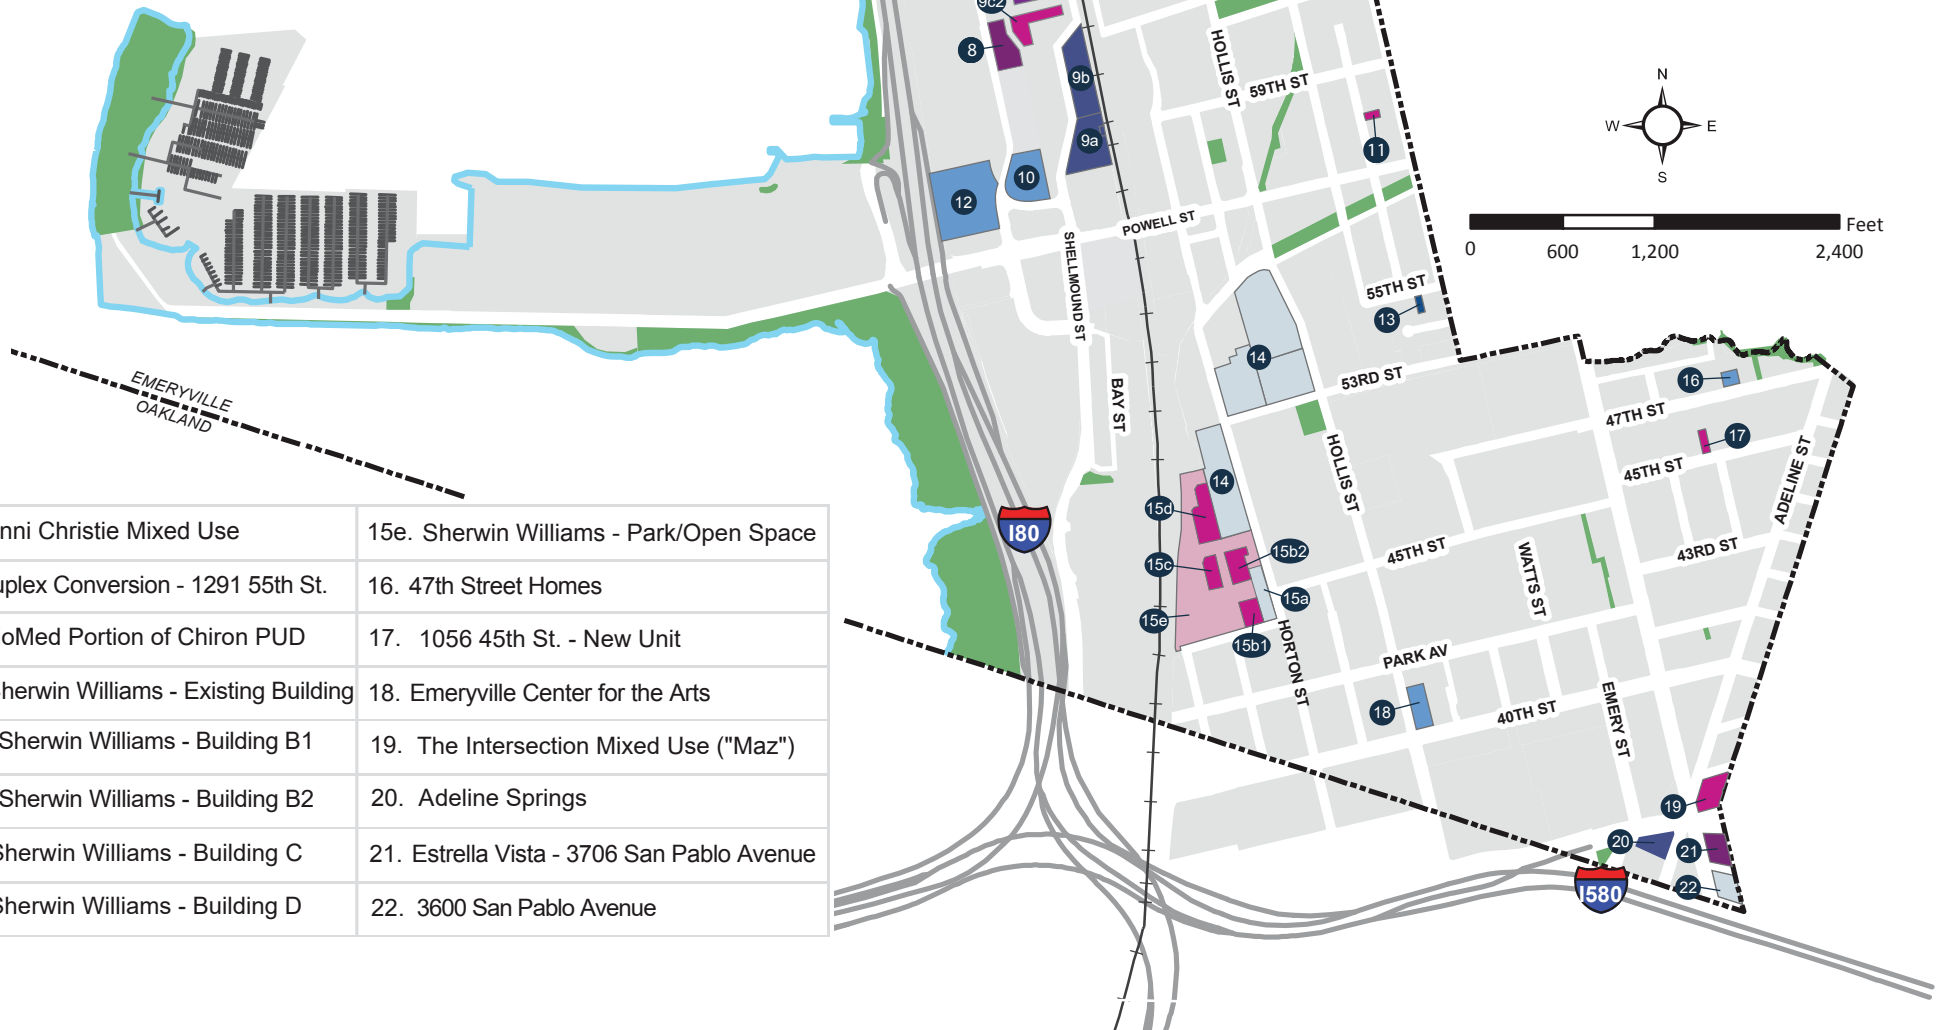 9c2
8
HOLLIS ST
9b
59TH ST
N
W
E
S
9a
11
10
12
POWELL ST
SHELLMOUND ST
Feet
0
600
1,200
2,400
55TH ST
13
14
53RD ST
16
47TH ST
EMERYVILLE
OAKLAND
BAY ST
17
45TH ST
ADELINE ST
HOLLIS ST
14
15d
I80
15b2
45TH ST
43RD ST
WATTS ST
15c
15a
15e
15b1
HORTON ST
PARK AV
18
40TH ST
EMERY ST
19
20
21
22
I580
nni Christie Mixed Use
15e. Sherwin Williams - Park/Open Space
uplex Conversion - 1291 55th St.
16. 47th Street Homes
oMed Portion of Chiron PUD
17. 1056 45th St. - New Unit
Sherwin Williams - Existing Building
18. Emeryville Center for the Arts
Sherwin Williams - Building B1
19. The Intersection Mixed Use ("Maz")
Sherwin Williams - Building B2
20. Adeline Springs
Sherwin Williams - Building C
21. Estrella Vista - 3706 San Pablo Avenue
Sherwin Williams - Building D
22. 3600 San Pablo Avenue